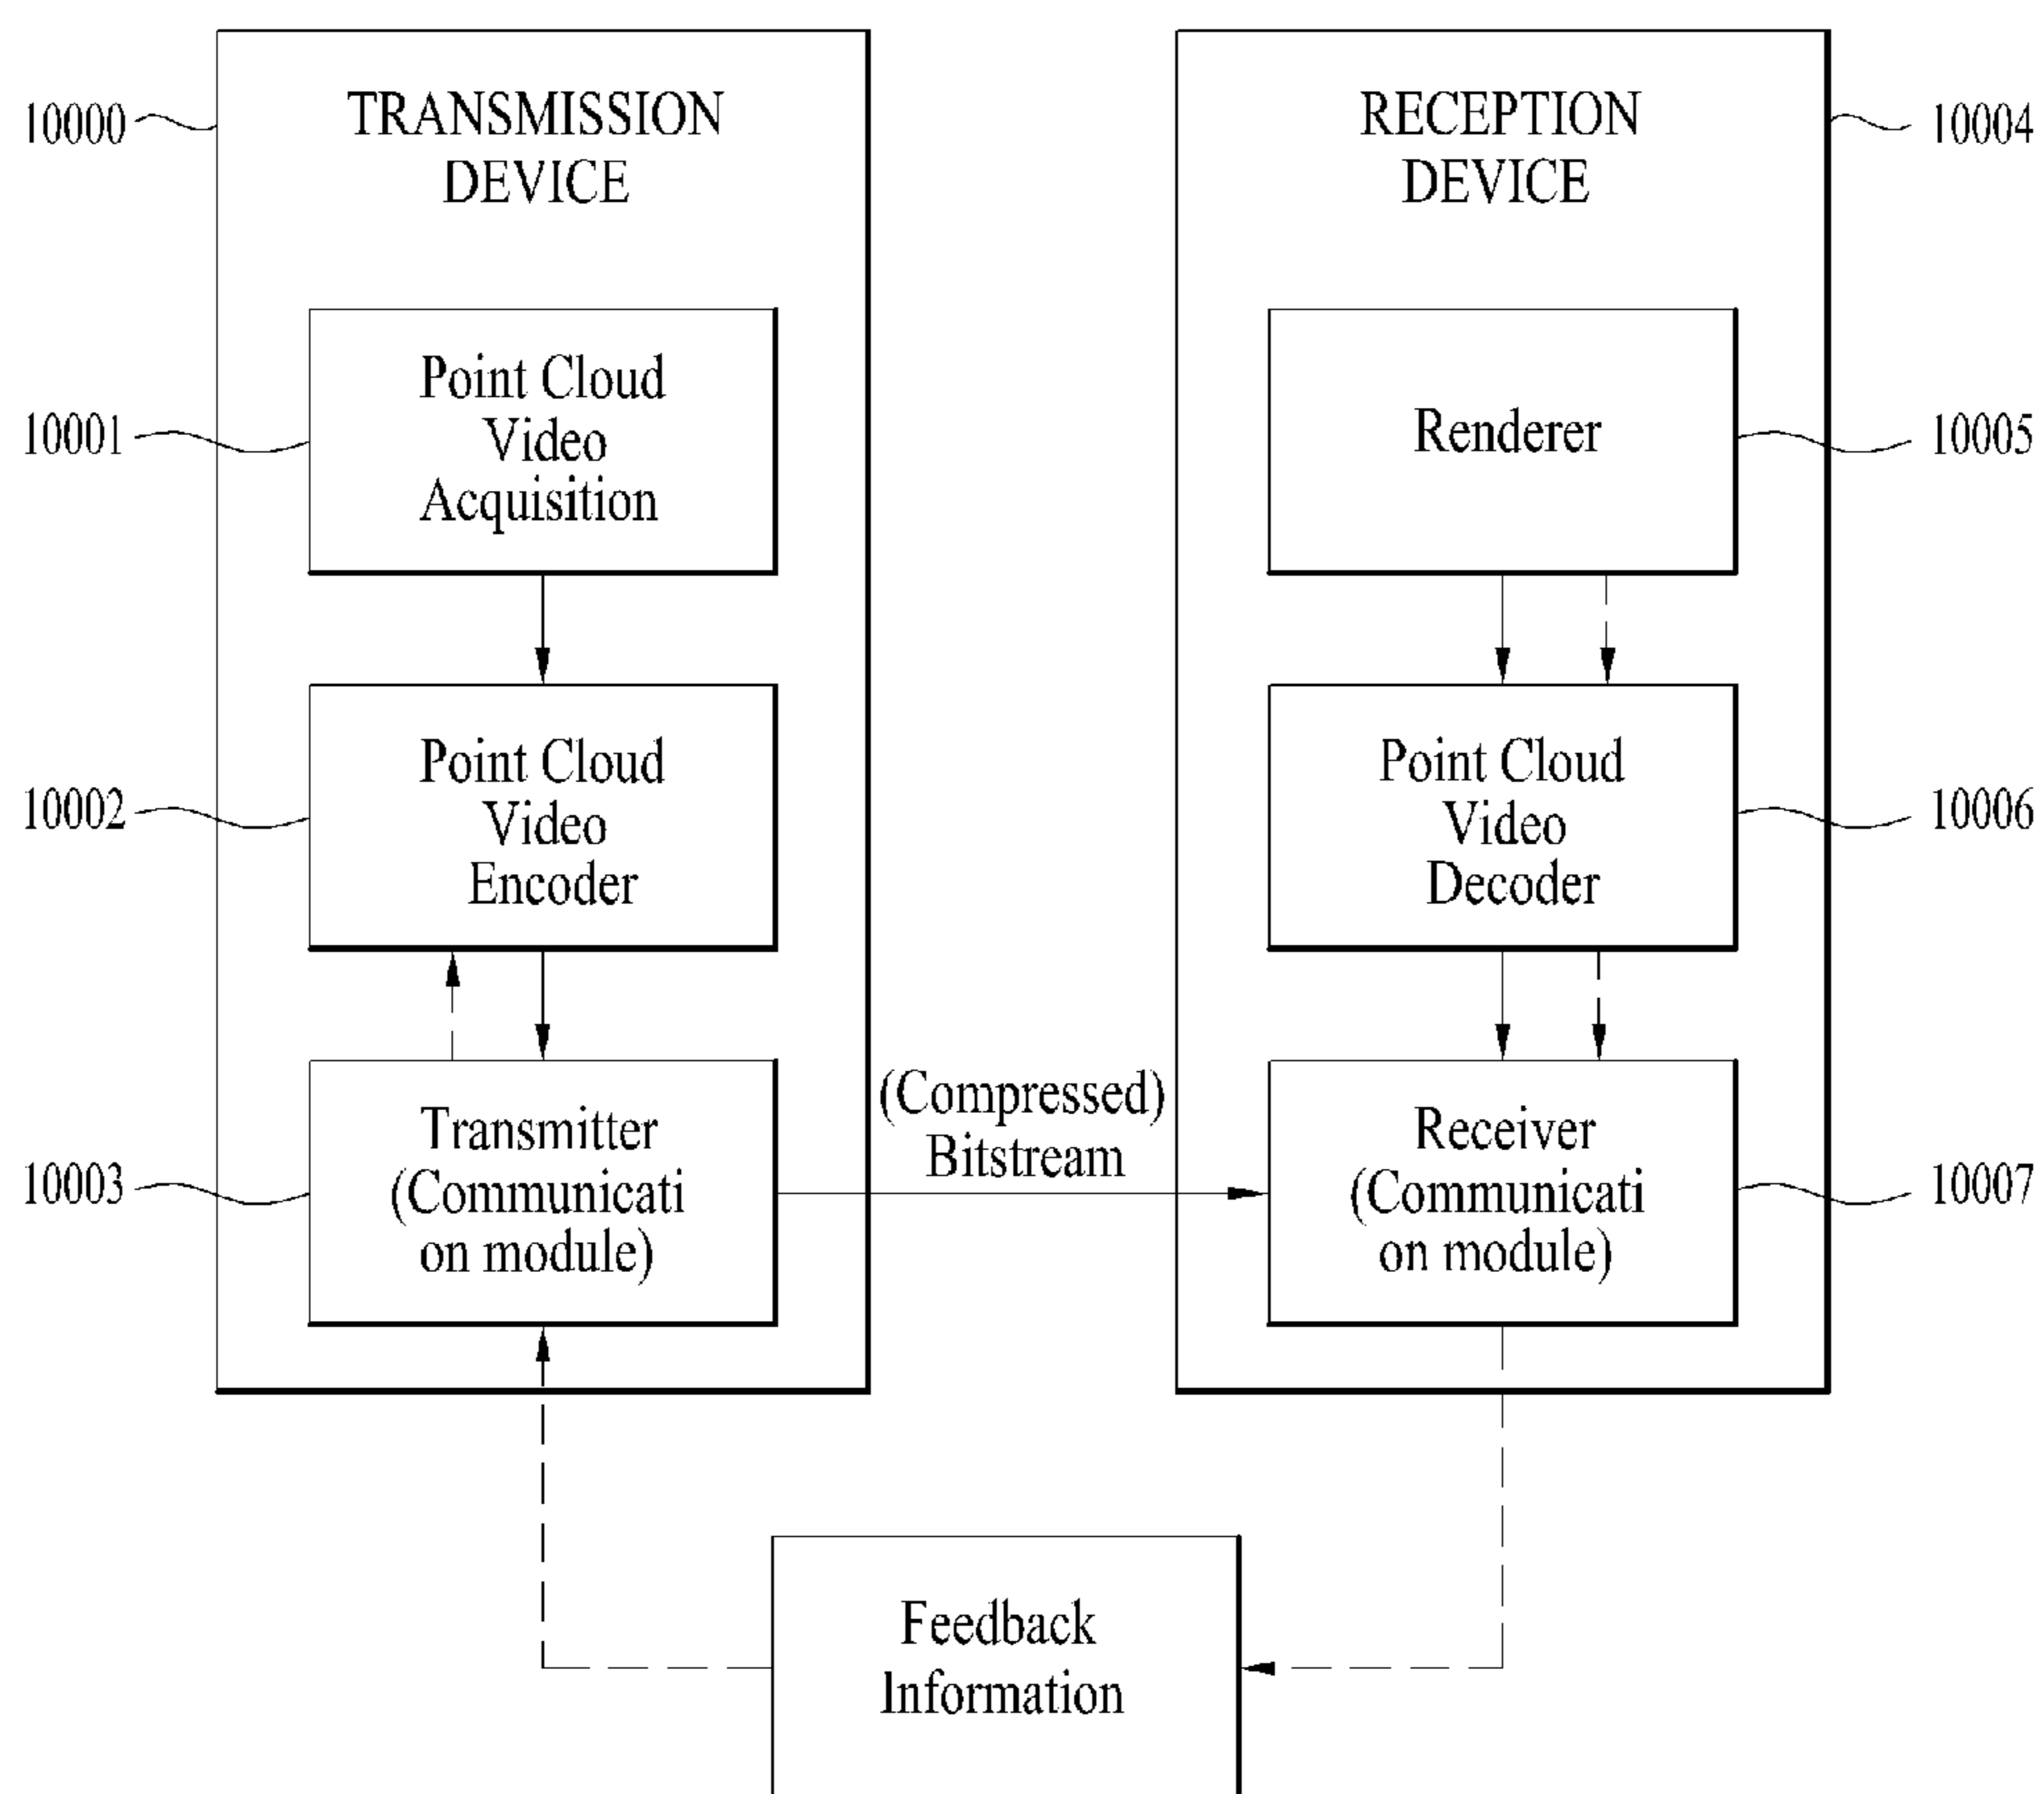 10000
TRANSMISSION
DEVICE
10001
Point Cloud
Video
Acquisition
10002
Point Cloud
Video
Encoder
10003
Transmitter
(Communicati
on module)
(Compressed)
Bitstream
RECEPTION
DEVICE
10004
Renderer
10005
Point Cloud
Video
Decoder
10006
Receiver
(Communicati
on module)
10007
Feedback
Information